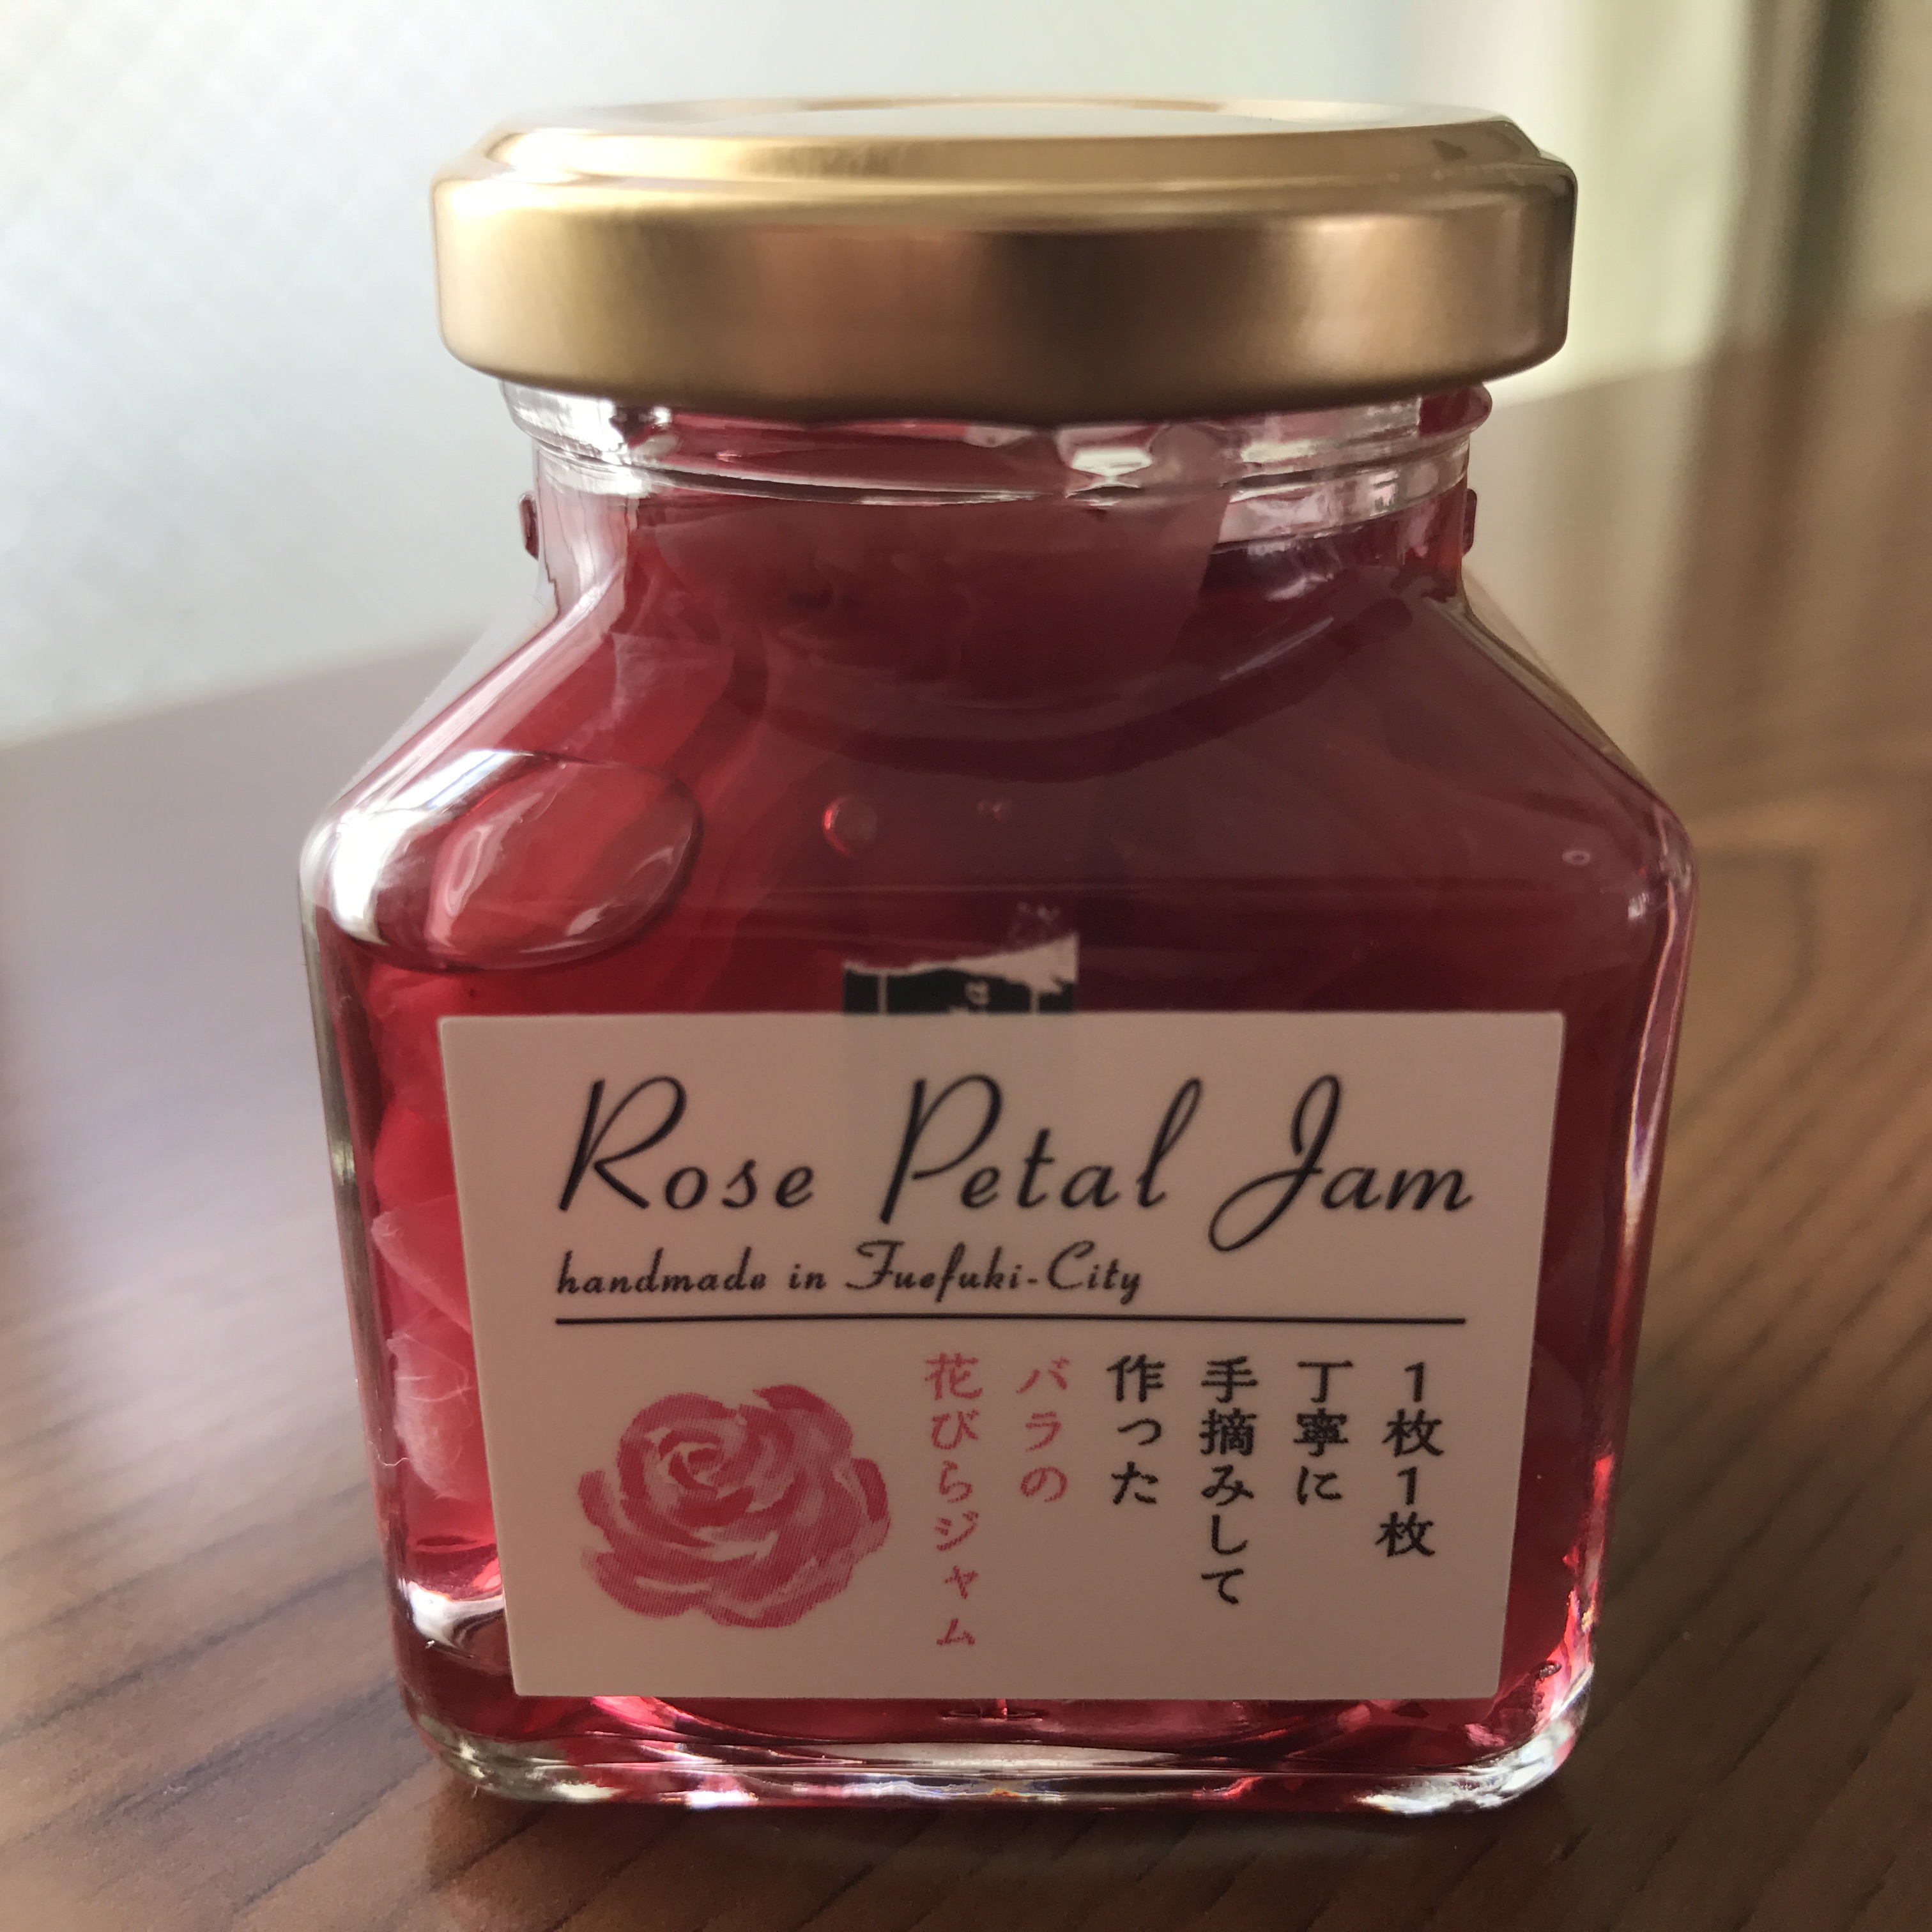 Rose Petal Jam
handmade in Fuefuki-City
1枚1枚
丁寧に
手摘みして
作った
バラの
花びらジャム